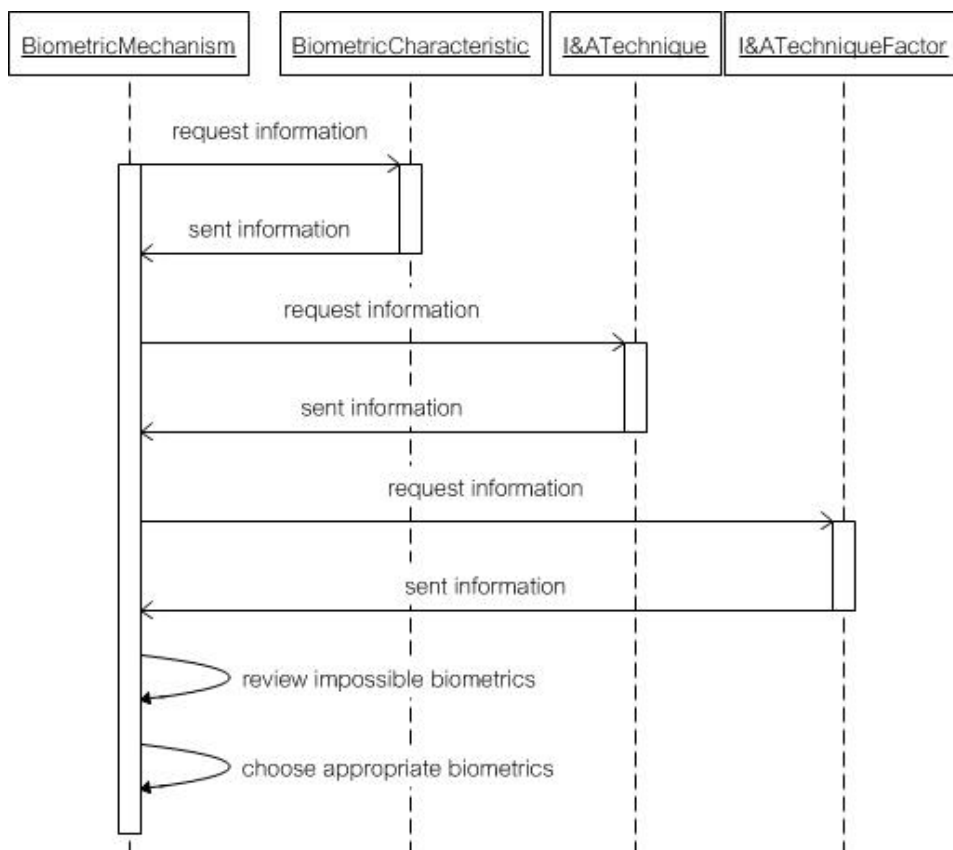 BiometricMechanism
BiometricCharacteristic
I&ATechnique
I&ATechniqueFactor
request information
sent information
request information
sent information
request information
sent information
review impossible biometrics
choose appropriate biometrics